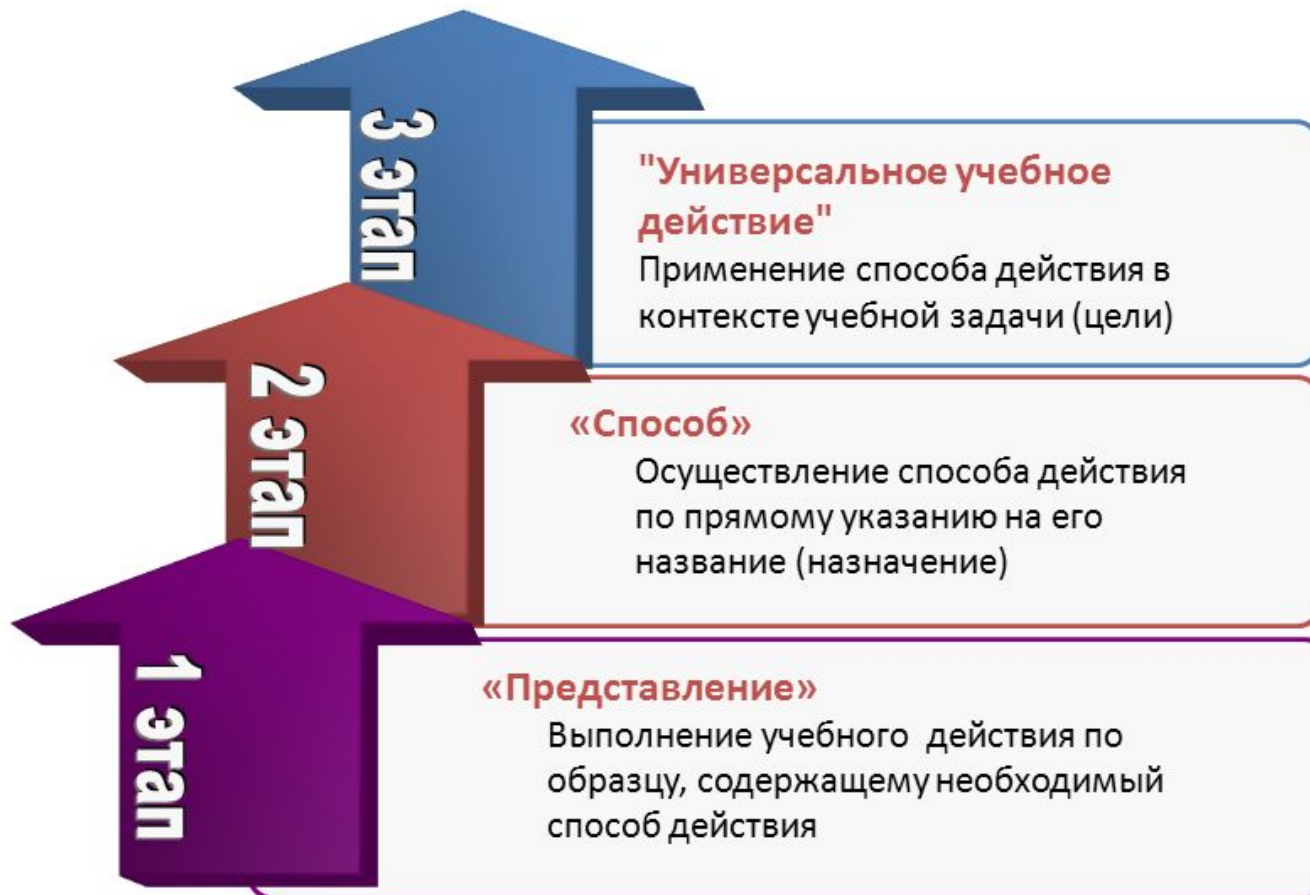 3 этап
"Универсальное учебное
действие"
Применение способа действия в
контексте учебной задачи (цели)
2 этап
«Способ»
Осуществление способа действия
по прямому указанию на его
название (назначение)
1 этап
«Представление»
Выполнение учебного действия по
образцу, содержащему необходимый
способ действия